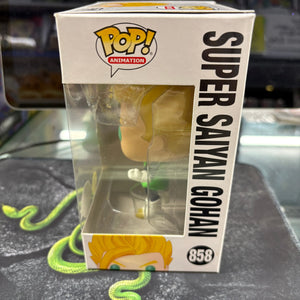 POP!
ANIMATION
SUPER SAIYAN GOHAN
858